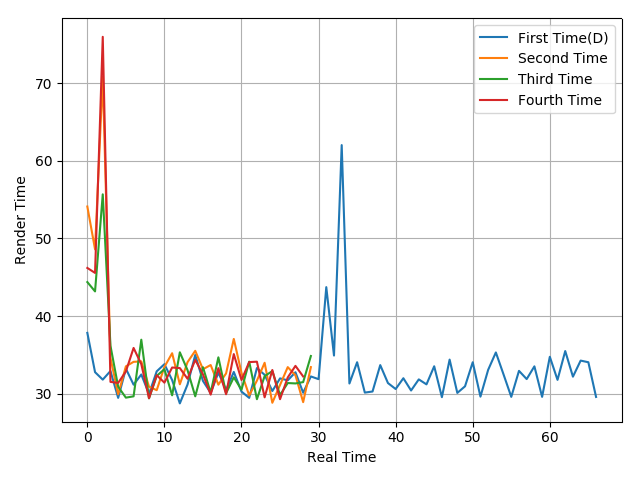 First Time(D)
Second Time
Third Time
Fourth Time
Render Time
70
60
50
40
30
0 10 20 30 40 50 60
Real Time